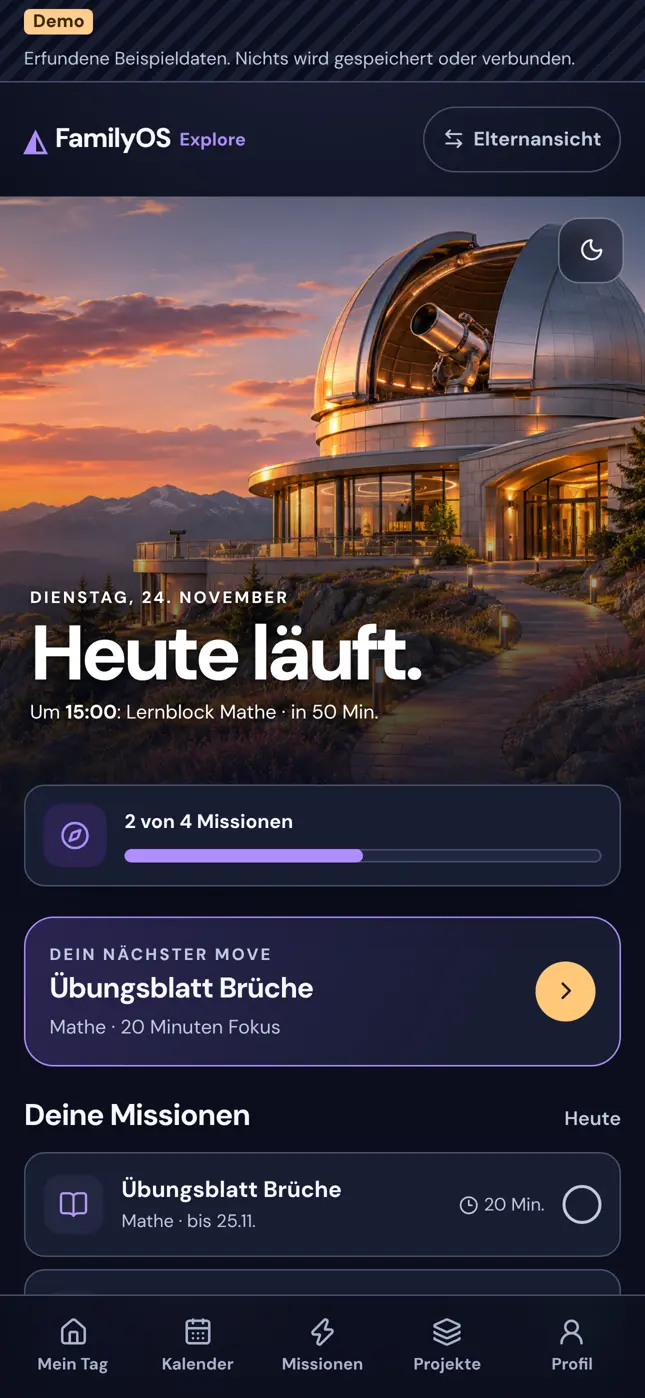 Demo
Erfundene Beispieldaten. Nichts wird gespeichert oder verbunden.
FamilyOS Explore
Elternansicht
DIENSTAG, 24. NOVEMBER
Heute läuft.
Um 15:00: Lernblock Mathe · in 50 Min.
2 von 4 Missionen
DEIN NÄCHSTER MOVE
Übungsblatt Brüche
Mathe · 20 Minuten Fokus
Deine Missionen
Heute
Übungsblatt Brüche
Mathe · bis 25.11.
20 Min.
Mein Tag
Kalender
Missionen
Projekte
Profil